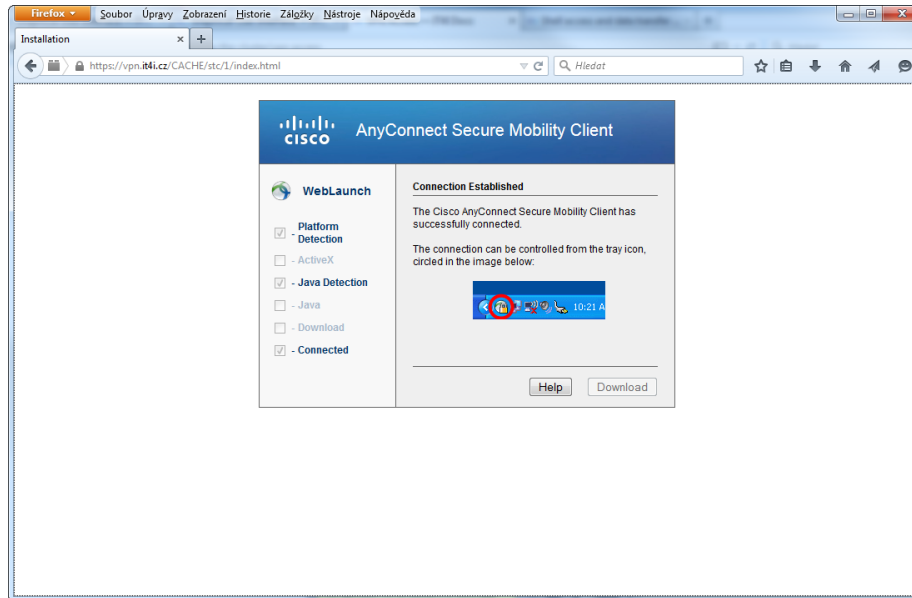 Firefox Soubor Úpravy Zobrazení Historie Záložky Nástroje Nápověda
Installation
https://vpn.it4i.cz/CACHE/stc/1/index.html
Hledat
CISCO
AnyConnect Secure Mobility Client
WebLaunch
- Platform
Detection
- ActiveX
- Java Detection
- Java
- Download
- Connected
Connection Established
The Cisco AnyConnect Secure Mobility Client has
successfully connected.
The connection can be controlled from the tray icon,
circled in the image below:
10:21 A
Help
Download